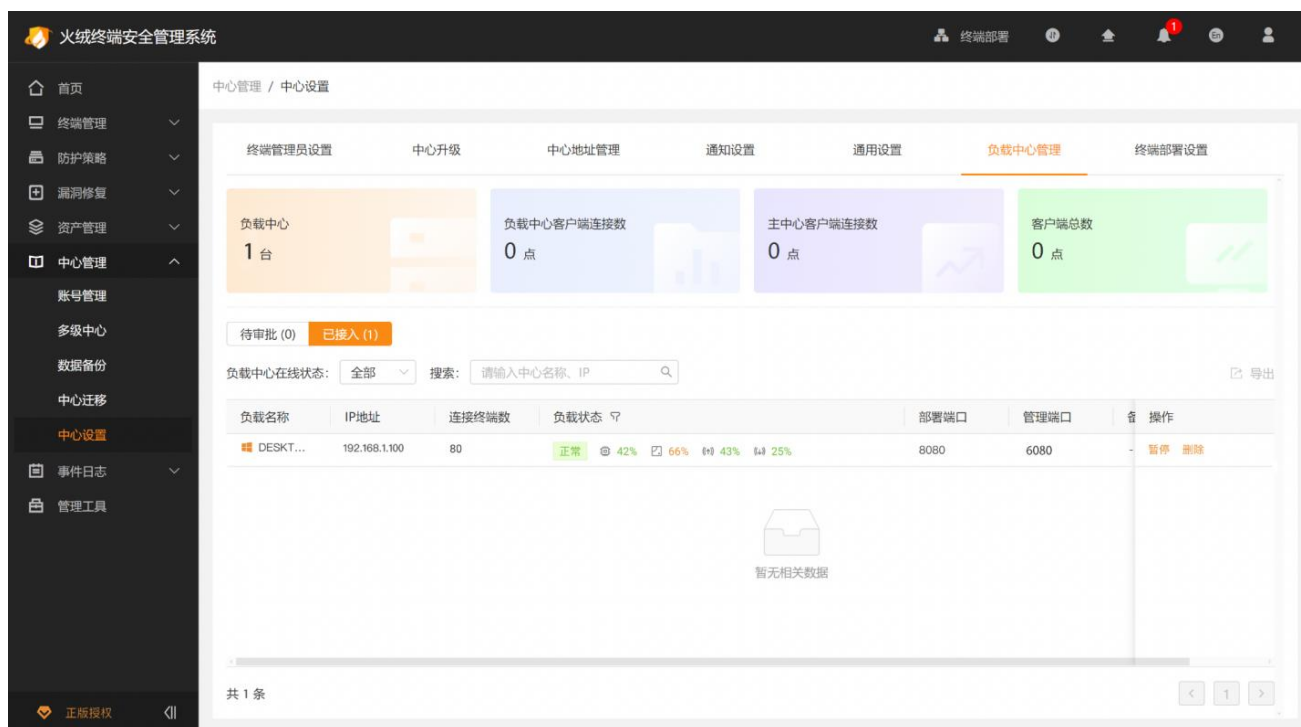 火绒终端安全管理系统
终端部署
1
En
首页
终端管理
防护策略
漏洞修复
资产管理
中心管理
账号管理
多级中心
数据备份
中心迁移
中心设置
事件日志
管理工具
正版授权
中心管理 / 中心设置
终端管理员设置 中心升级 中心地址管理 通知设置 通用设置 负载中心管理 终端部署设置
负载中心 负载中心客户端连接数 主中心客户端连接数 客户端总数
1 台 0 点 0 点 0 点
待审批 (0) 已接入 (1)
负载中心在线状态: 全部 搜索: 请输入中心名称、IP 导出
负载名称 IP地址 连接终端数 负载状态 部署端口 管理端口 操作
DESKT... 192.168.1.100 80 正常 42% 66% 43% 25% 8080 6080 - 暂停 删除
暂无相关数据
共 1 条 < 1 >